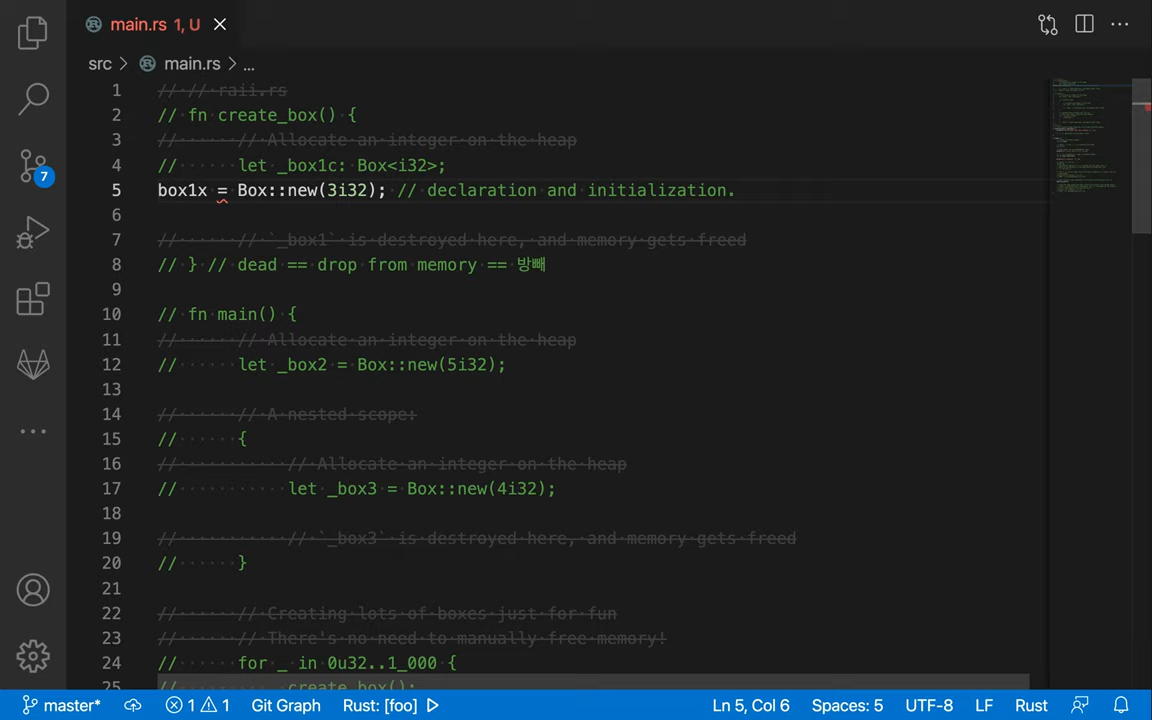 main.rs 1, U
src > main.rs > ...
7
1 // // raii.rs
2 // fn create_box() {
3 //······// Allocate an integer on the heap
4 //······let _box1c: Box<i32>;
5 box1x = Box::new(3i32); // declaration and initialization.
6
7 //······// `_box1` is destroyed here, and memory gets freed
8 // } // dead == drop from memory == 방빼
9
10 // fn main() {
11 //······// Allocate an integer on the heap
12 //······let _box2 = Box::new(5i32);
13
14 //······// A nested scope:
15 //······{
16 //···········// Allocate an integer on the heap
17 //···········let _box3 = Box::new(4i32);
18
19 //···········// `_box3` is destroyed here, and memory gets freed
20 //······}
21
22 //······// Creating lots of boxes just for fun
23 //······// There's no need to manually free memory!
24 //······for _ in 0u32..1_000 {
25 //···········create_box();
master* 1 1 Git Graph Rust: [foo] Ln 5, Col 6 Spaces: 5 UTF-8 LF Rust